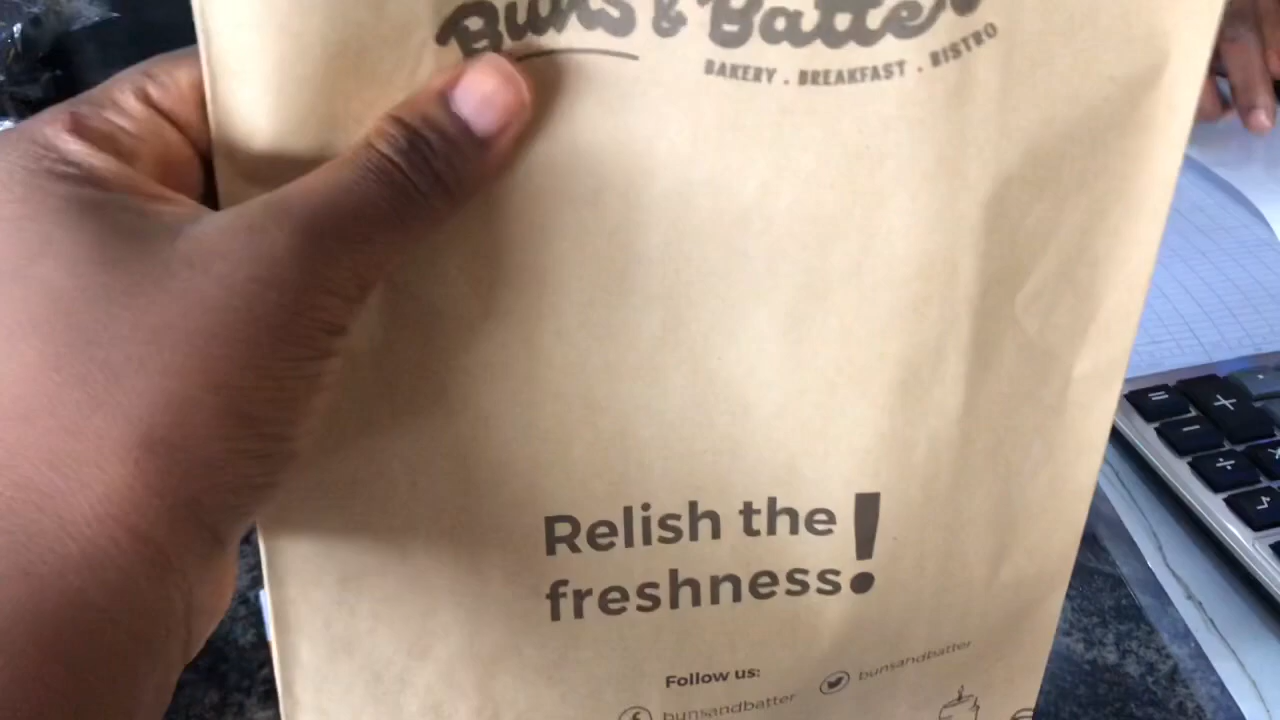 Buns & Batter
BAKERY . BREAKFAST . BISTRO
Relish the
freshness!
Follow us:
bunsandbatter
bunsandbatter
=
+
-
÷